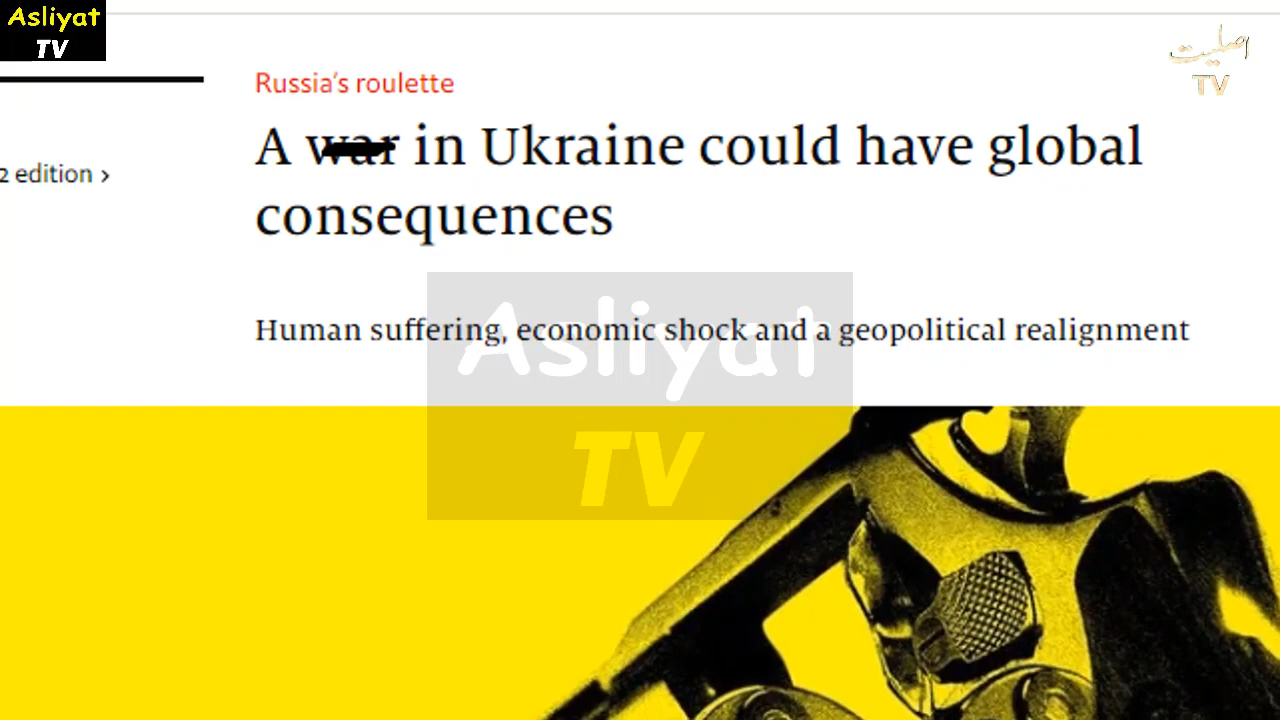 Asliyat
TV
اصلیت
TV
Russia's roulette
A war in Ukraine could have global
2 edition ›
consequences
Human suffering, economic shock and a geopolitical realignment
Asliyat
TV